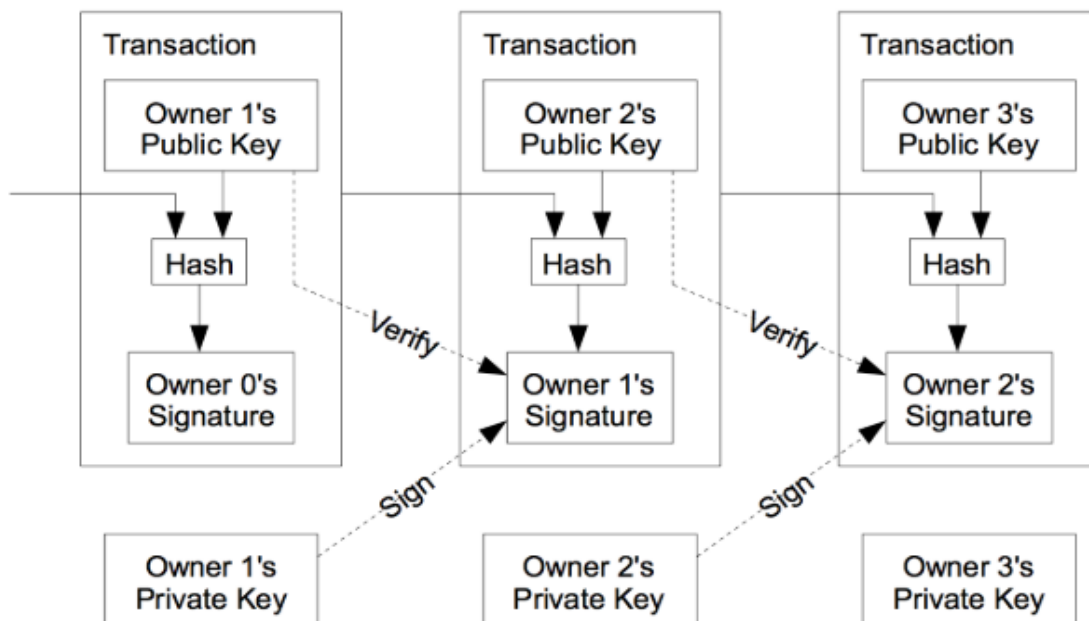 Transaction
Owner 1's
Public Key
Hash
Verify
Owner 0's
Signature
Sign
Owner 1's
Private Key
Transaction
Owner 2's
Public Key
Hash
Verify
Owner 1's
Signature
Sign
Owner 2's
Private Key
Transaction
Owner 3's
Public Key
Hash
Owner 2's
Signature
Owner 3's
Private Key